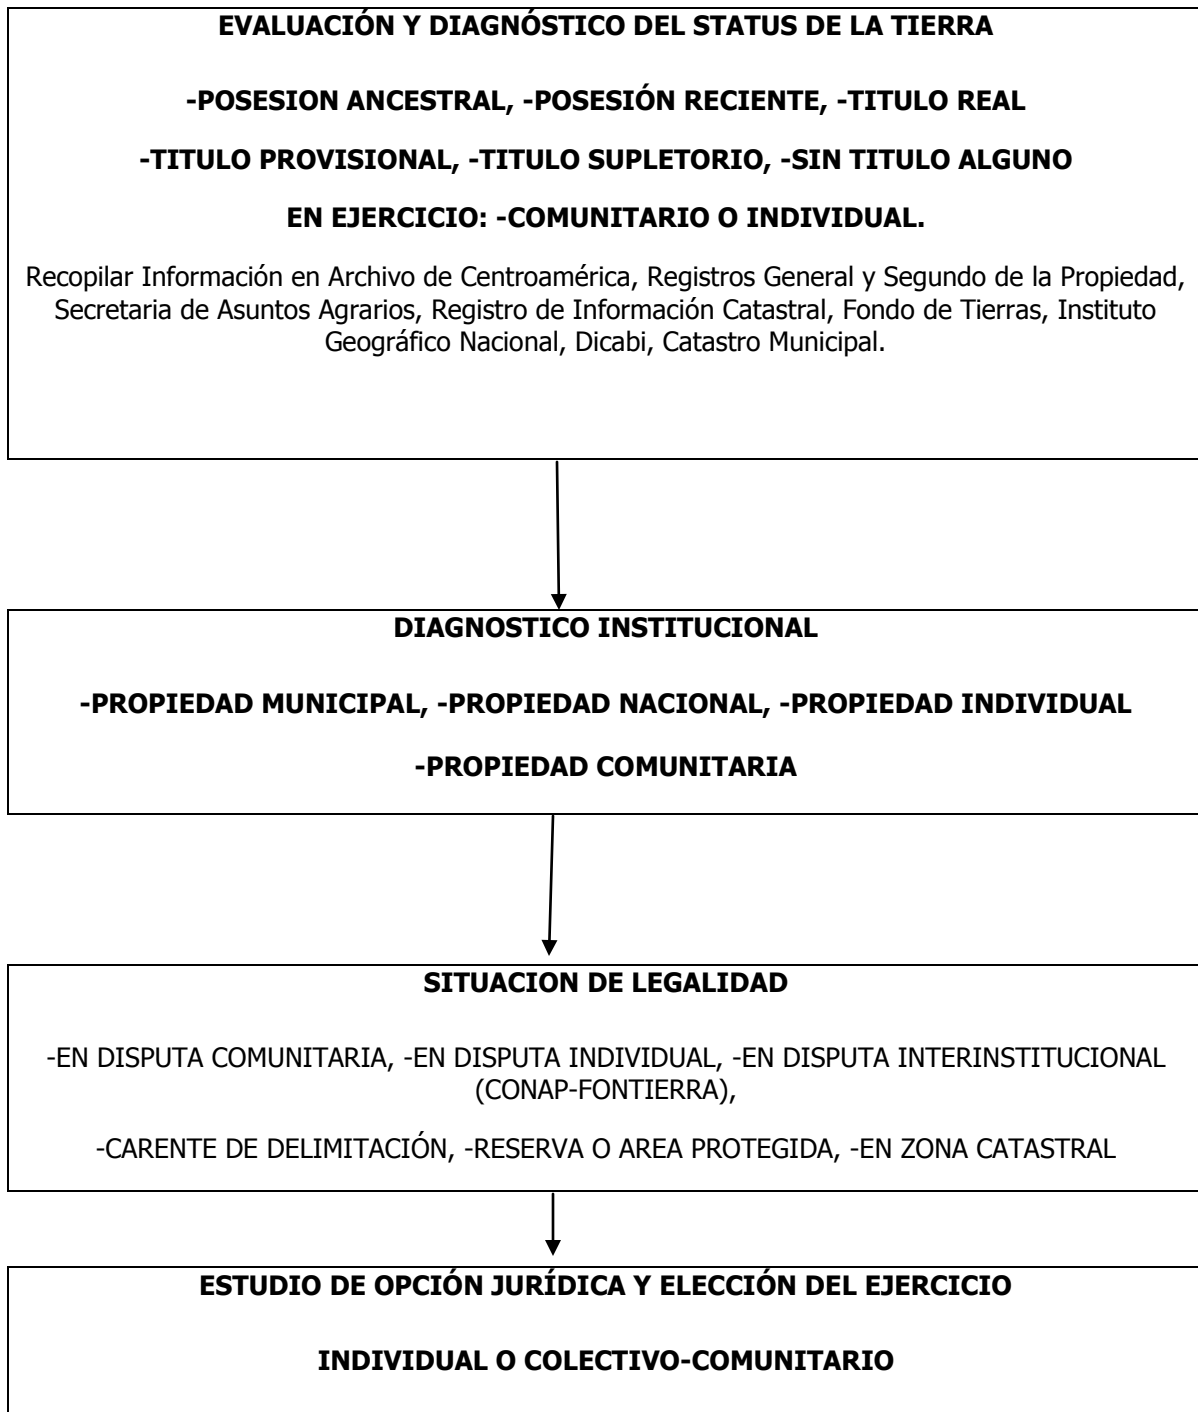 EVALUACIÓN Y DIAGNÓSTICO DEL STATUS DE LA TIERRA
-POSESION ANCESTRAL, -POSESIÓN RECIENTE, -TITULO REAL
-TITULO PROVISIONAL, -TITULO SUPLETORIO, -SIN TITULO ALGUNO
EN EJERCICIO: -COMUNITARIO O INDIVIDUAL.
Recopilar Información en Archivo de Centroamérica, Registros General y Segundo de la Propiedad,
Secretaria de Asuntos Agrarios, Registro de Información Catastral, Fondo de Tierras, Instituto
Geográfico Nacional, Dicabi, Catastro Municipal.
DIAGNOSTICO INSTITUCIONAL
-PROPIEDAD MUNICIPAL, -PROPIEDAD NACIONAL, -PROPIEDAD INDIVIDUAL
-PROPIEDAD COMUNITARIA
SITUACION DE LEGALIDAD
-EN DISPUTA COMUNITARIA, -EN DISPUTA INDIVIDUAL, -EN DISPUTA INTERINSTITUCIONAL
(CONAP-FONTIERRA),
-CARENTE DE DELIMITACIÓN, -RESERVA O AREA PROTEGIDA, -EN ZONA CATASTRAL
ESTUDIO DE OPCIÓN JURÍDICA Y ELECCIÓN DEL EJERCICIO
INDIVIDUAL O COLECTIVO-COMUNITARIO